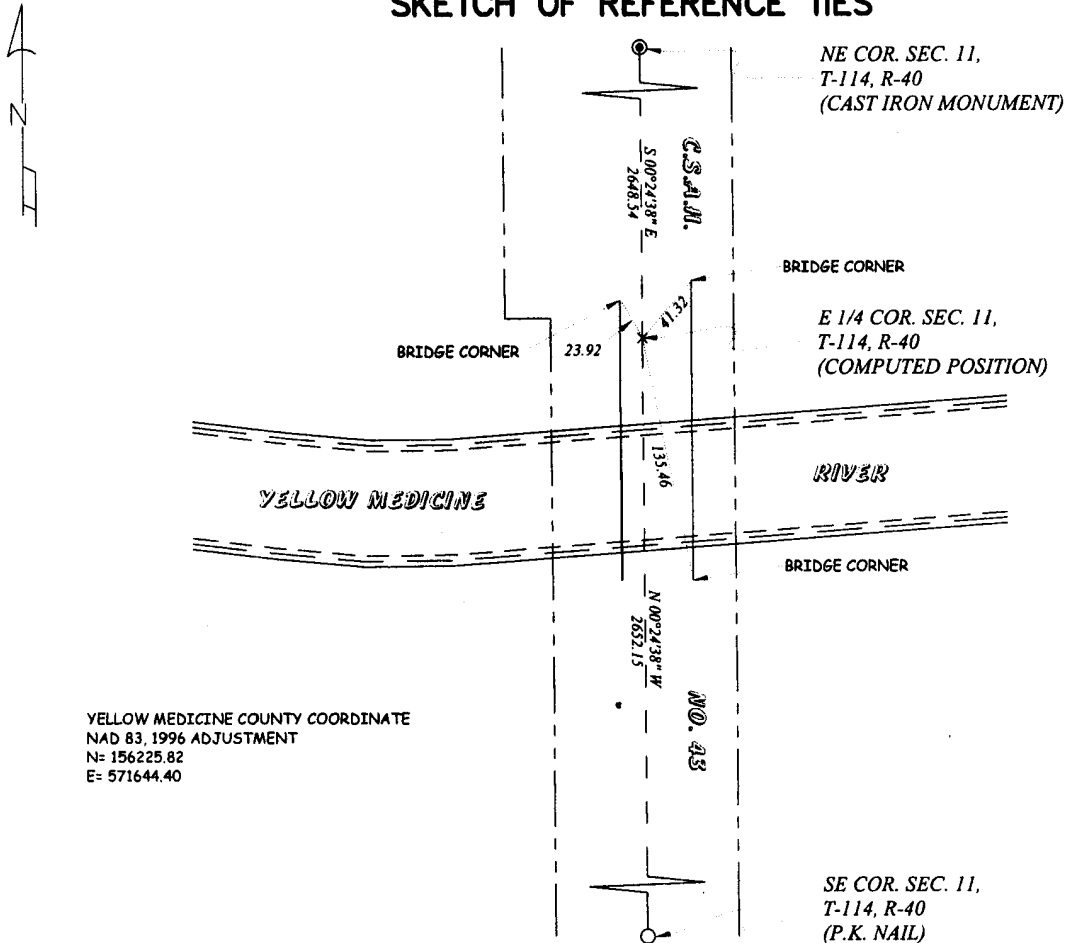 SKETCH OF REFERENCE TIES
N
NE COR. SEC. 11,
T-114, R-40
(CAST IRON MONUMENT)
C.S.A.H.
S 00°24'38" E
2648.54
BRIDGE CORNER
41.32
E 1/4 COR. SEC. 11,
T-114, R-40
(COMPUTED POSITION)
BRIDGE CORNER
23.92
135.46
YELLOW MEDICINE
RIVER
BRIDGE CORNER
N 00°24'38" W
2652.15
NO. 43
YELLOW MEDICINE COUNTY COORDINATE
NAD 83, 1996 ADJUSTMENT
N= 156225.82
E= 571644.40
SE COR. SEC. 11,
T-114, R-40
(P.K. NAIL)